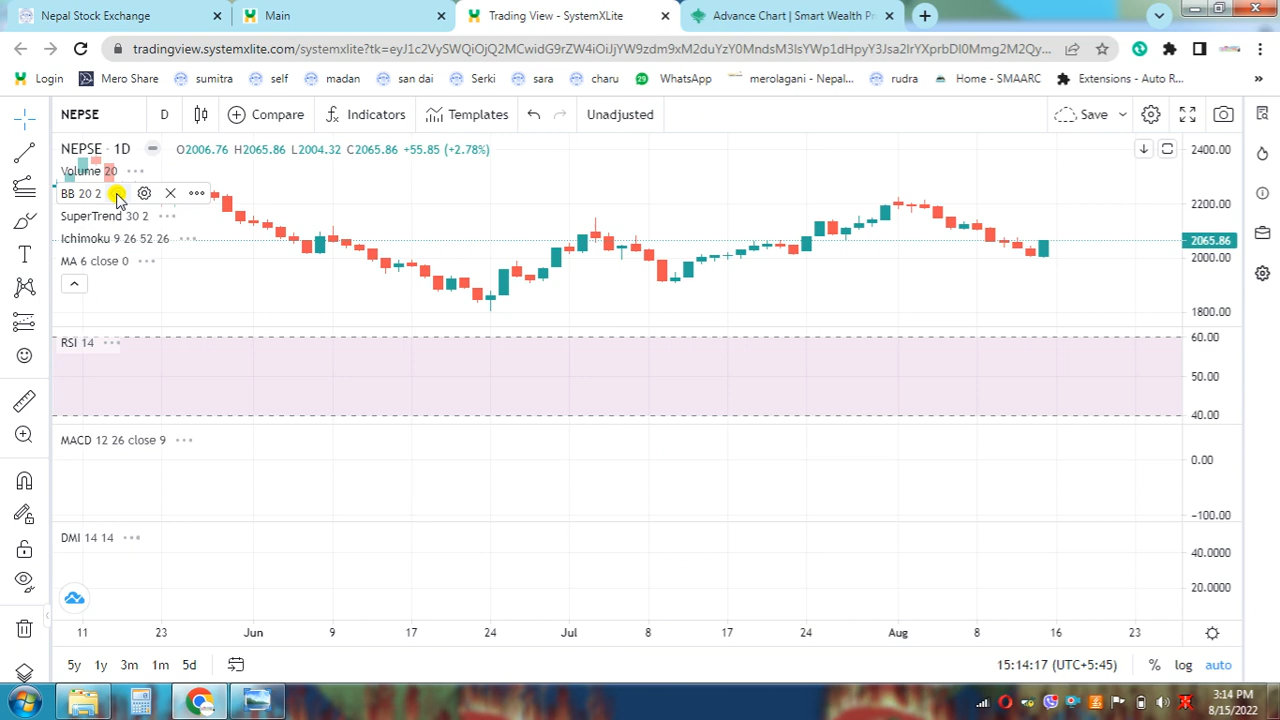 Nepal Stock Exchange
Main
Trading View - SystemXLite
Advance Chart | Smart Wealth Pr
Login
Mero Share
sumitra
self
madan
san dai
Serki
sara
charu
WhatsApp
merolagani - Nepal...
rudra
Home - SMAARC
Extensions - Auto R...
»
NEPSE
D
Compare
Indicators
Templates
Unadjusted
Save
NEPSE · 1D
O2006.76 H2065.86 L2004.32 C2065.86 +55.85 (+2.78%)
Volume 20
BB 20 2
SuperTrend 30 2
Ichimoku 9 26 52 26
MA 6 close 0
2400.00
2200.00
2065.86
2000.00
1800.00
RSI 14
60.00
50.00
40.00
MACD 12 26 close 9
0.00
−100.00
DMI 14 14
40.0000
20.0000
11 23 Jun 9 17 24 Jul 8 17 24 Aug 8 16 23
5y 1y 3m 1m 5d
15:14:17 (UTC+5:45)
% log auto
3:14 PM
8/15/2022